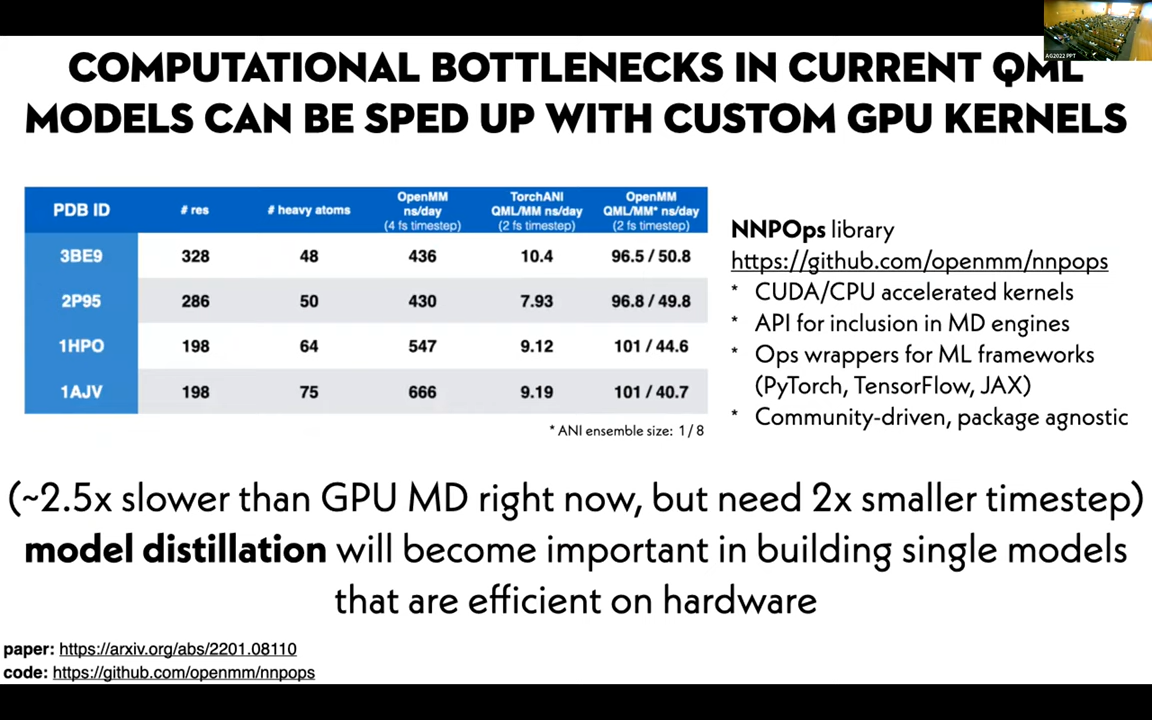 AG2022 PPT
COMPUTATIONAL BOTTLENECKS IN CURRENT QML
MODELS CAN BE SPED UP WITH CUSTOM GPU KERNELS
PDB ID # res # heavy atoms OpenMM ns/day (4 fs timestep) TorchANI QML/MM ns/day (2 fs timestep) OpenMM QML/MM* ns/day (2 fs timestep)
3BE9 328 48 436 10.4 96.5 / 50.8
2P95 286 50 430 7.93 96.8 / 49.8
1HPO 198 64 547 9.12 101 / 44.6
1AJV 198 75 666 9.19 101 / 40.7
* ANI ensemble size: 1 / 8
NNPOps library
https://github.com/openmm/nnpops
* CUDA/CPU accelerated kernels
* API for inclusion in MD engines
* Ops wrappers for ML frameworks
(PyTorch, TensorFlow, JAX)
* Community-driven, package agnostic
(~2.5x slower than GPU MD right now, but need 2x smaller timestep)
model distillation will become important in building single models
that are efficient on hardware
paper: https://arxiv.org/abs/2201.08110
code: https://github.com/openmm/nnpops